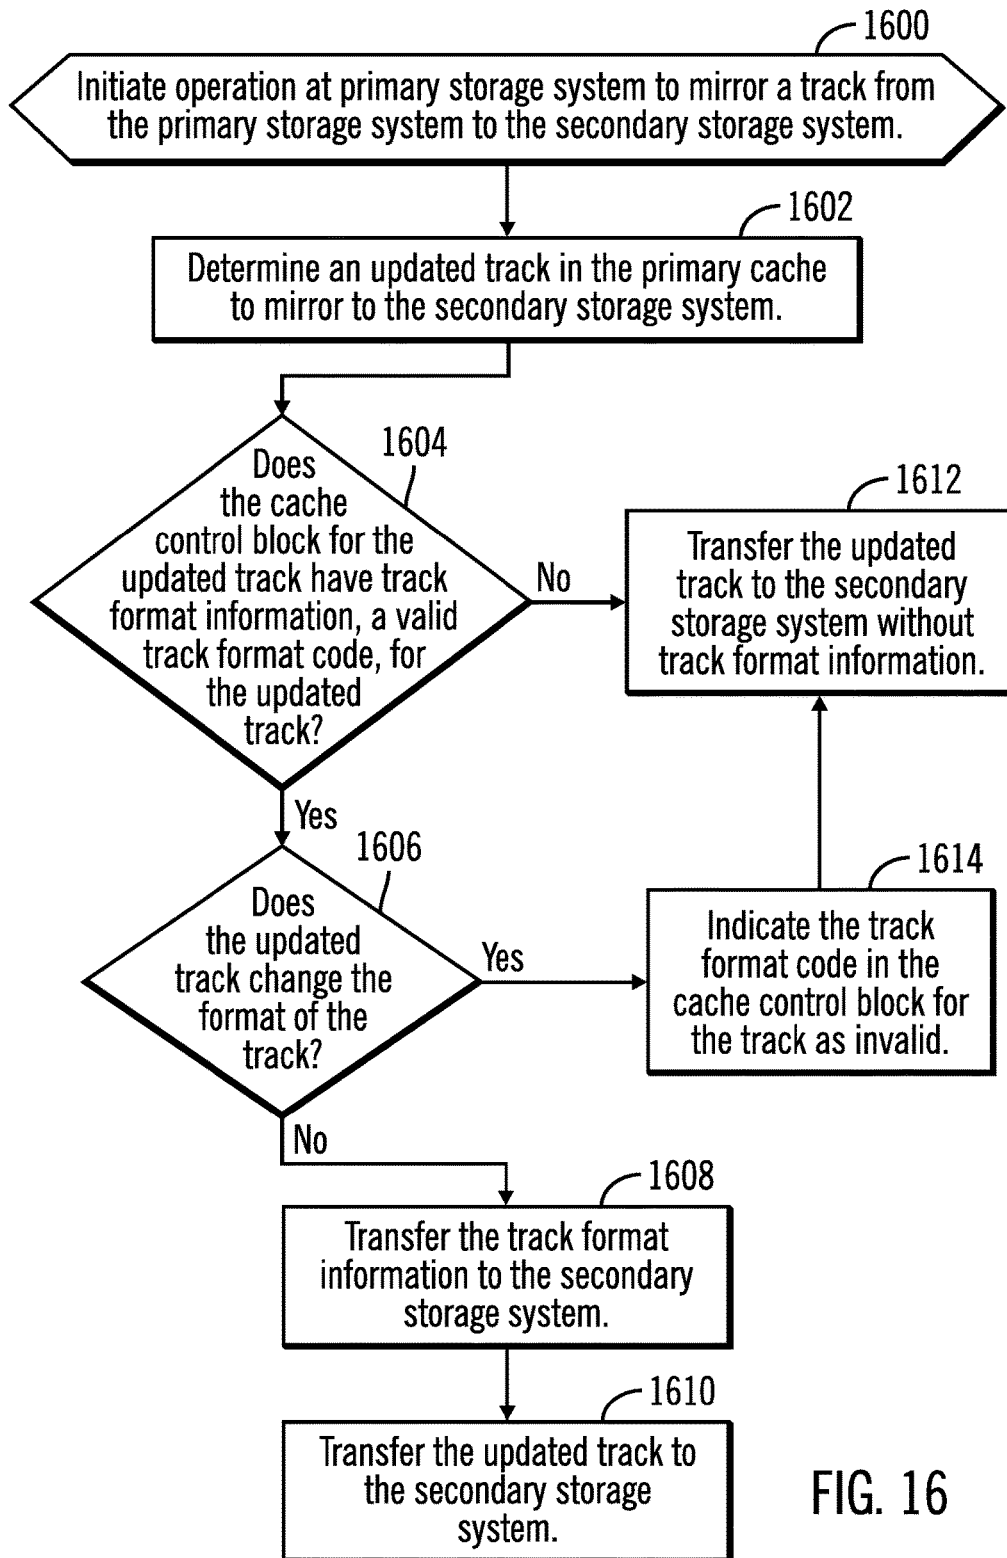 1600
Initiate operation at primary storage system to mirror a track from
the primary storage system to the secondary storage system.
1602
Determine an updated track in the primary cache
to mirror to the secondary storage system.
1604
Does
the cache
control block for the
updated track have track
format information, a valid
track format code, for
the updated
track?
No
1612
Transfer the updated
track to the secondary
storage system without
track format information.
Yes
1606
Does
the updated
track change the
format of the
track?
Yes
1614
Indicate the track
format code in the
cache control block for
the track as invalid.
No
1608
Transfer the track format
information to the secondary
storage system.
1610
Transfer the updated track to
the secondary storage
system.
FIG. 16